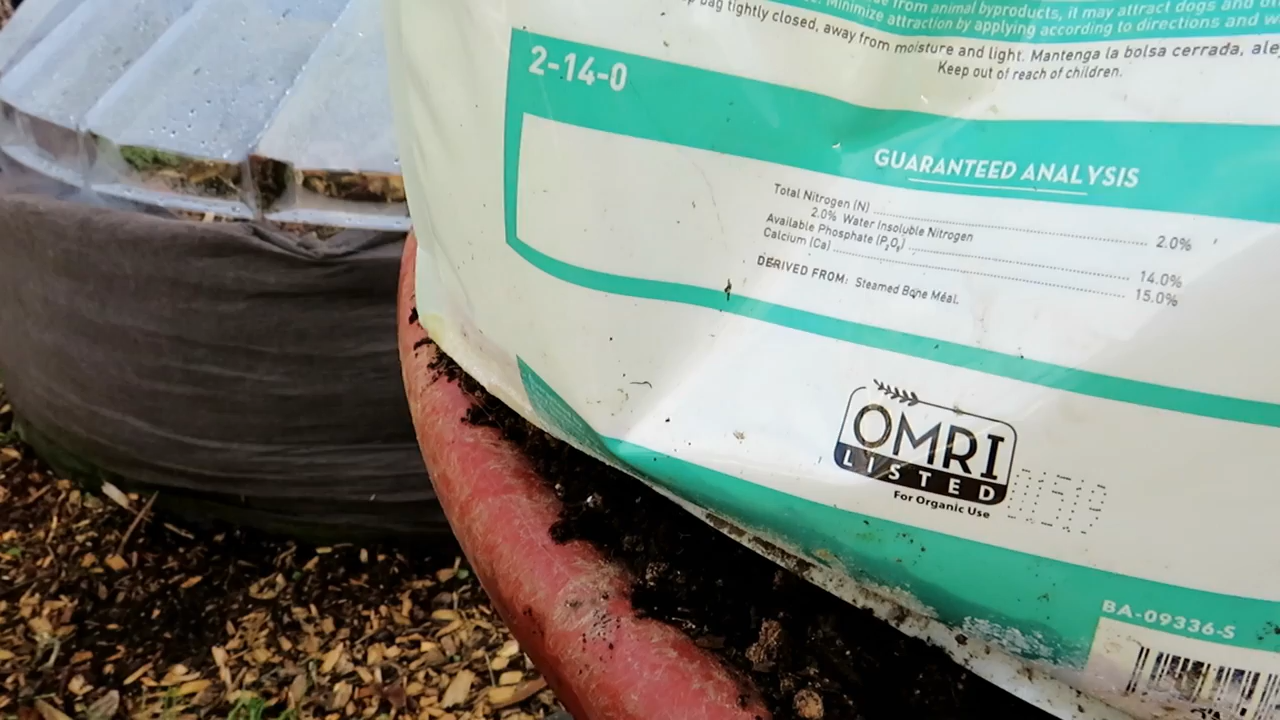 from animal byproducts, it may attract dogs and
Minimize attraction by applying according to directions and
bag tightly closed, away from moisture and light. Mantenga la bolsa cerrada,
Keep out of reach of children.
2-14-0
GUARANTEED ANALYSIS
Total Nitrogen (N) 2.0%
2.0% Water Insoluble Nitrogen
Available Phosphate (P₂O₅) 14.0%
Calcium (Ca) 15.0%
DERIVED FROM: Steamed Bone Meal.
OMRI
LISTED
For Organic Use
BA-09336-S